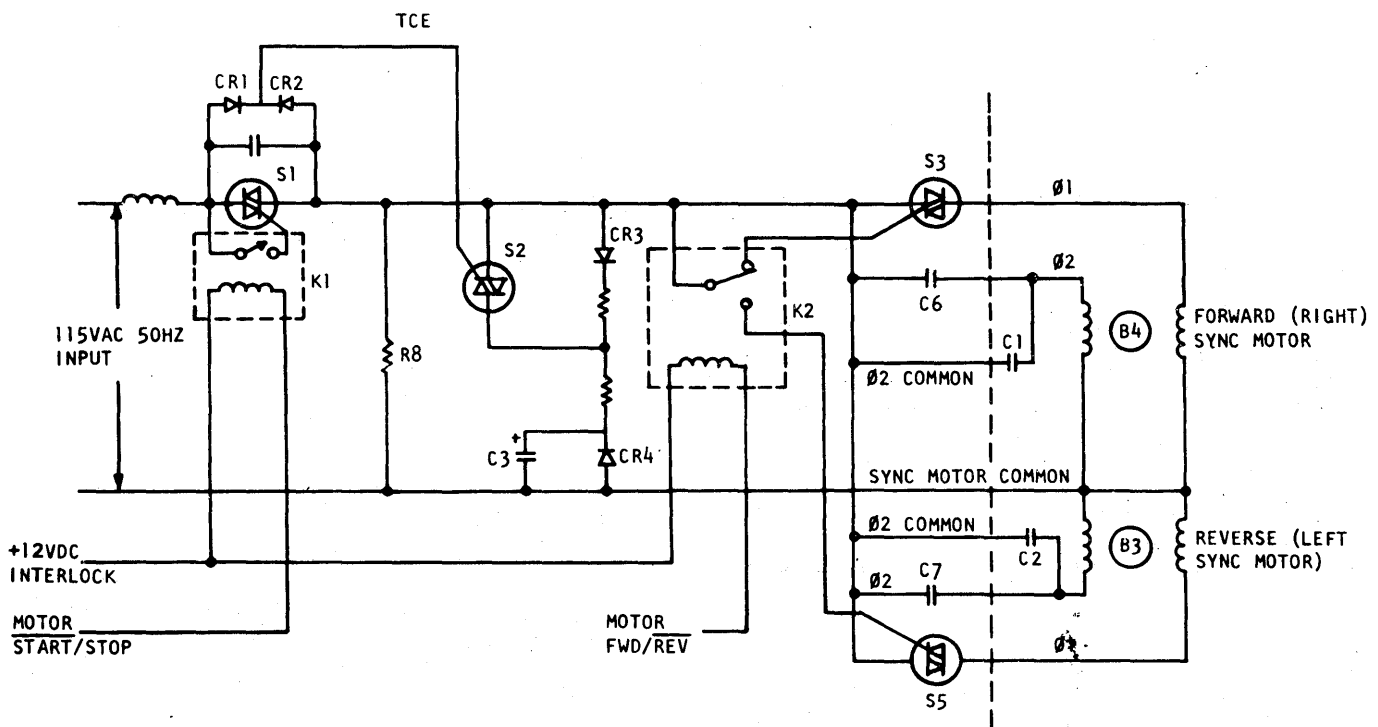 TCE
CR1
CR2
S1
K1
115VAC 50HZ
INPUT
R8
S2
CR3
C3
+
CR4
K2
S3
Ø1
Ø2
C6
C1
Ø2 COMMON
B4
FORWARD (RIGHT)
SYNC MOTOR
SYNC MOTOR COMMON
Ø2 COMMON
C2
Ø2
C7
B3
REVERSE (LEFT
SYNC MOTOR)
S5
+12VDC
INTERLOCK
MOTOR
START/STOP
MOTOR
FWD/REV